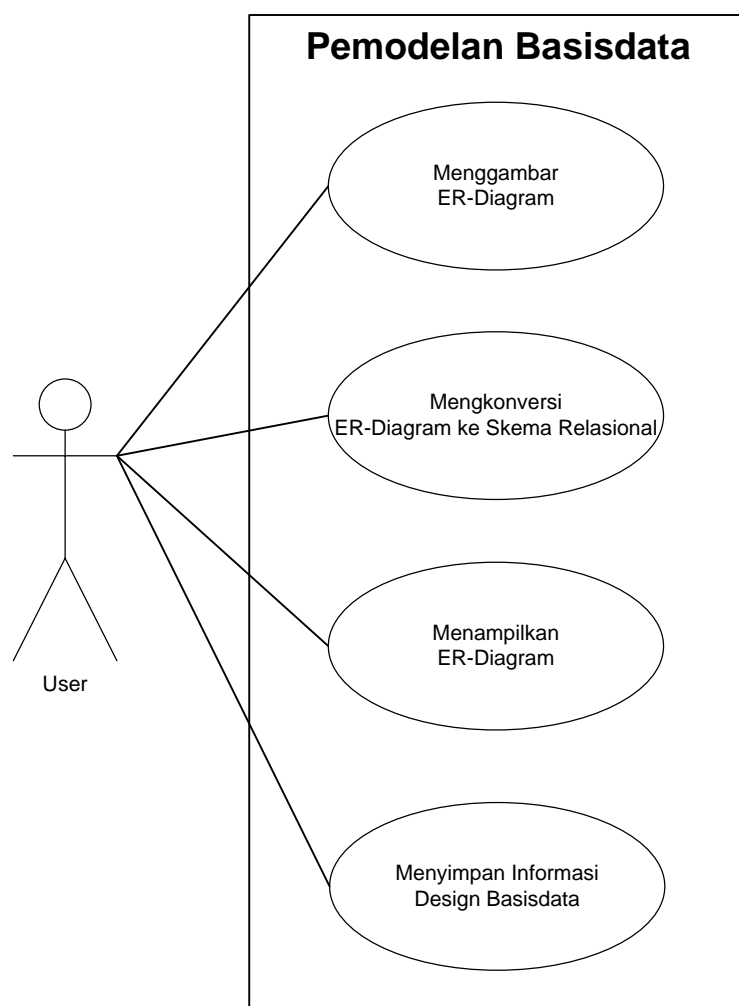 Pemodelan Basisdata
Menggambar
ER-Diagram
Mengkonversi
ER-Diagram ke Skema Relasional
Menampilkan
ER-Diagram
User
Menyimpan Informasi
Design Basisdata